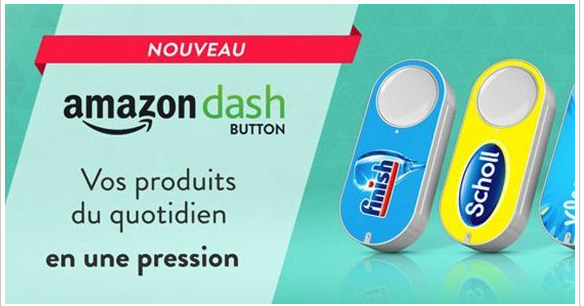 NOUVEAU
amazon dash
BUTTON
Vos produits
du quotidien
en une pression
finish
Scholl